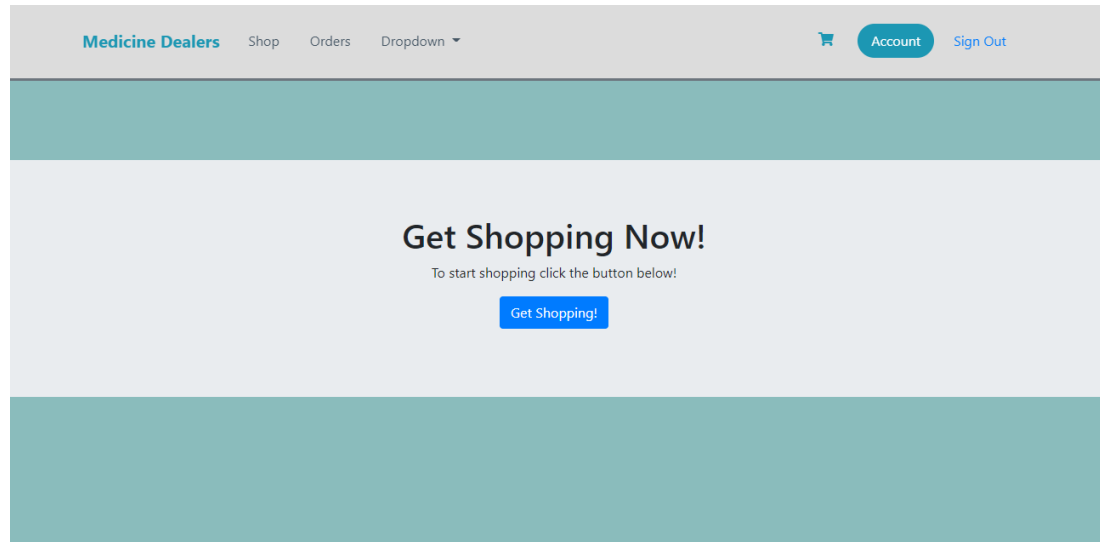 Medicine Dealers Shop Orders Dropdown Account Sign Out
Get Shopping Now!
To start shopping click the button below!
Get Shopping!